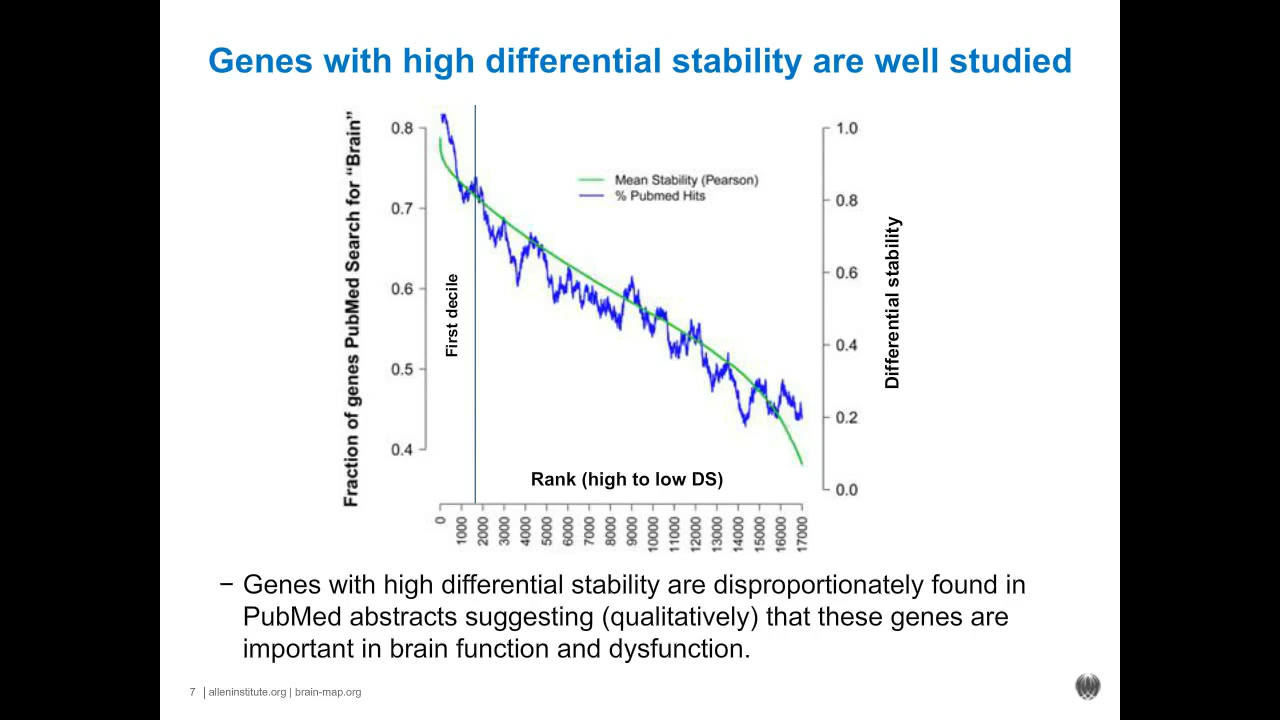 Genes with high differential stability are well studied
Fraction of genes PubMed Search for “Brain”
0.8
0.7
0.6
0.5
0.4
First decile
Mean Stability (Pearson)
% Pubmed Hits
1.0
0.8
0.6
0.4
0.2
0.0
Differential stability
Rank (high to low DS)
0 1000 2000 3000 4000 5000 6000 7000 8000 9000 10000 11000 12000 13000 14000 15000 16000 17000
− Genes with high differential stability are disproportionately found in
PubMed abstracts suggesting (qualitatively) that these genes are
important in brain function and dysfunction.
7 | alleninstitute.org | brain-map.org